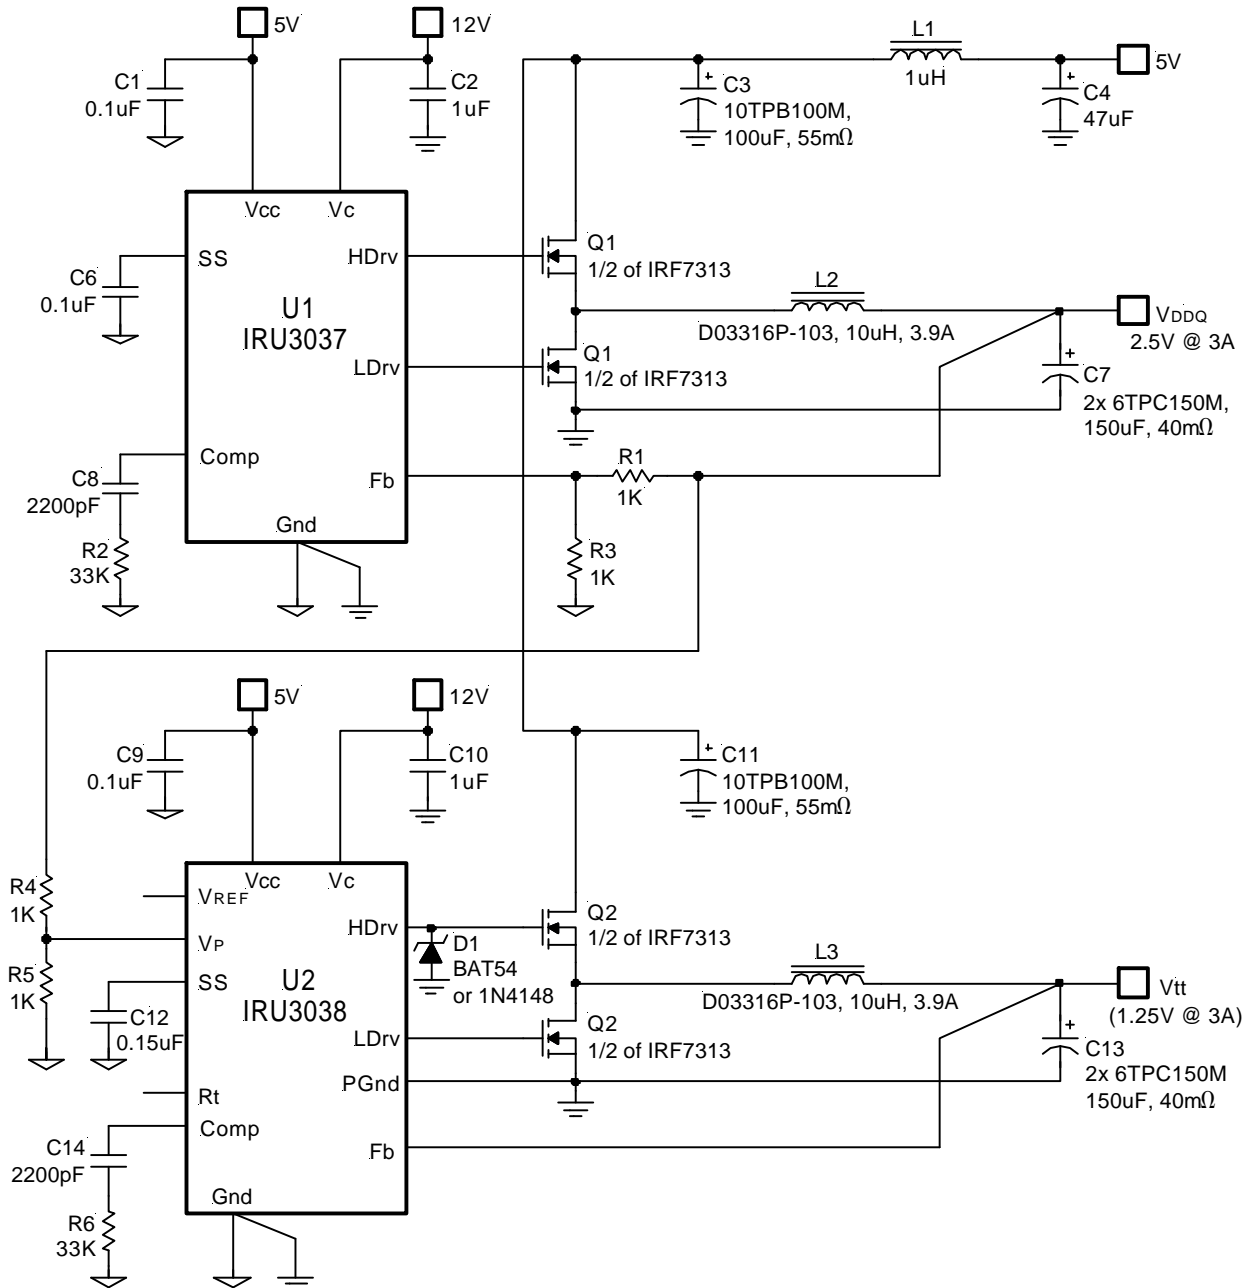 5V
12V
L1
1uH
5V
C1
0.1uF
C2
1uF
C3
10TPB100M,
100uF, 55mΩ
C4
47uF
Vcc
Vc
SS
HDrv
Q1
1/2 of IRF7313
C6
0.1uF
U1
IRU3037
L2
D03316P-103, 10uH, 3.9A
VDDQ
2.5V @ 3A
LDrv
Q1
1/2 of IRF7313
C7
2x 6TPC150M,
150uF, 40mΩ
Comp
Fb
R1
1K
C8
2200pF
Gnd
R2
33K
R3
1K
5V
12V
C9
0.1uF
C10
1uF
C11
10TPB100M,
100uF, 55mΩ
R4
1K
VREF
Vcc
Vc
HDrv
Q2
1/2 of IRF7313
VP
D1
BAT54
or 1N4148
R5
1K
SS
U2
IRU3038
L3
D03316P-103, 10uH, 3.9A
Vtt
(1.25V @ 3A)
C12
0.15uF
LDrv
Q2
1/2 of IRF7313
C13
2x 6TPC150M
150uF, 40mΩ
PGnd
Rt
Comp
Fb
C14
2200pF
Gnd
R6
33K